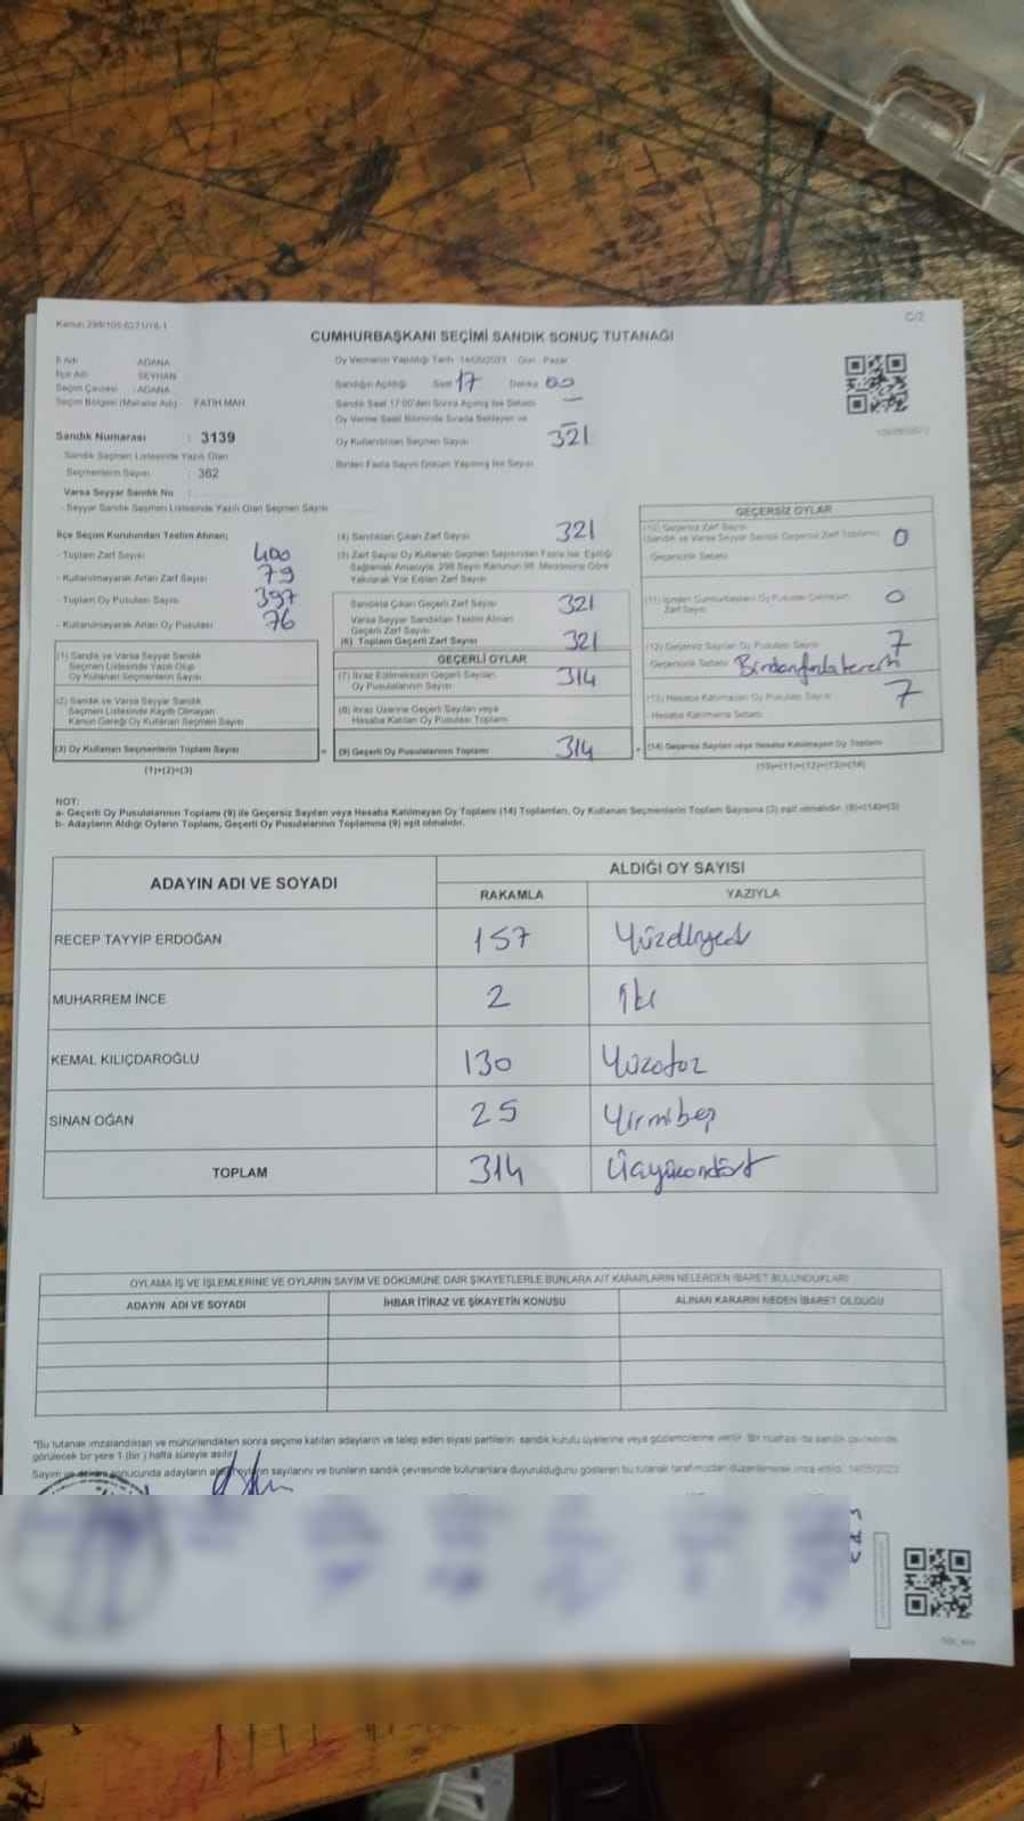 Kanun: 298/105-6271/16-1
C/2
CUMHURBAŞKANI SEÇİMİ SANDIK SONUÇ TUTANAĞI
İl Adı ADANA
İlçe Adı SEYHAN
Seçim Çevresi : ADANA
Seçim Bölgesi (Mahalle Adı) FATİH MAH.
Sandık Numarası : 3139
Sandık Seçmen Listesinde Yazılı Olan
Seçmenlerin Sayısı : 362
Varsa Seyyar Sandık No
Seyyar Sandık Seçmen Listesinde Yazılı Olan Seçmen Sayısı
Oy Vermenin Yapıldığı Tarih 14/05/2023 Gün Pazar
Sandığın Açıldığı Saat 17 Dakika 00
Sandık Saat 17:00'den Sonra Açılmış İse Sebebi
Oy Verme Saati Bitiminde Sırada Bekleyen ve
Oy Kullandırılan Seçmen Sayısı 321
Birden Fazla Sayım Döküm Yapılmış İse Sayısı
İlçe Seçim Kurulundan Teslim Alınan;
- Toplam Zarf Sayısı 400
- Kullanılmayarak Artan Zarf Sayısı 79
- Toplam Oy Pusulası Sayısı 397
- Kullanılmayarak Artan Oy Pusulası 76
(1) Sandık ve Varsa Seyyar Sandık
Seçmen Listesinde Yazılı Olup
Oy Kullanan Seçmenlerin Sayısı
(2) Sandık ve Varsa Seyyar Sandık
Seçmen Listesinde Kayıtlı Olmayan
Kanun Gereği Oy Kullanan Seçmen Sayısı
(3) Oy Kullanan Seçmenlerin Toplam Sayısı
(1)+(2)=(3)
(4) Sandıktan Çıkan Zarf Sayısı 321
(5) Zarf Sayısı Oy Kullanan Seçmen Sayısından Fazla İse, Eşitliği
Sağlamak Amacıyla, 298 Sayılı Kanunun 98. Maddesine Göre
Yakılarak Yok Edilen Zarf Sayısı
Sandıkta Çıkan Geçerli Zarf Sayısı 321
Varsa Seyyar Sandıktan Teslim Alınan
Geçerli Zarf Sayısı
(6) Toplam Geçerli Zarf Sayısı 321
GEÇERLİ OYLAR
(7) İtiraz Edilmeksizin Geçerli Sayılan
Oy Pusulalarının Sayısı 314
(8) İtiraz Üzerine Geçerli Sayılan veya
Hesaba Katılan Oy Pusulası Toplamı
(9) Geçerli Oy Pusulalarının Toplamı 314
GEÇERSİZ OYLAR
(10) Geçersiz Zarf Sayısı
(Sandık ve Varsa Seyyar Sandık Geçersiz Zarf Toplamı) 0
Geçersizlik Sebebi
(11) İçinden Cumhurbaşkanı Oy Pusulası Çıkmayan
Zarf Sayısı 0
(12) Geçersiz Sayılan Oy Pusulası Sayısı 7
Geçersizlik Sebebi Birdenfazlatercih
(13) Hesaba Katılmayan Oy Pusulası Sayısı 7
Hesaba Katılmama Sebebi
(14) Geçersiz Sayılan veya Hesaba Katılmayan Oy Toplamı
(10)+(11)+(12)+(13)=(14)
NOT:
a- Geçerli Oy Pusulalarının Toplamı (9) ile Geçersiz Sayılan veya Hesaba Katılmayan Oy Toplamı (14) Toplamları, Oy Kullanan Seçmenlerin Toplam Sayısına (3) eşit olmalıdır. (9)+(14)=(3)
b- Adayların Aldığı Oyların Toplamı, Geçerli Oy Pusulalarının Toplamına (9) eşit olmalıdır.
ADAYIN ADI VE SOYADI
ALDIĞI OY SAYISI
RAKAMLA YAZIYLA
RECEP TAYYİP ERDOĞAN 157 Yüzelliyedi
MUHARREM İNCE 2 İki
KEMAL KILIÇDAROĞLU 130 Yüzotuz
SİNAN OĞAN 25 Yirmibeş
TOPLAM 314 Üçyüzondört
OYLAMA İŞ VE İŞLEMLERİNE VE OYLARIN SAYIM VE DÖKÜMÜNE DAİR ŞİKAYETLERLE BUNLARA AİT KARARLARIN NELERDEN İBARET BULUNDUKLARI
ADAYIN ADI VE SOYADI İHBAR İTİRAZ VE ŞİKAYETİN KONUSU ALINAN KARARIN NEDEN İBARET OLDUĞU
"Bu tutanak imzalandıktan ve mühürlendikten sonra seçime katılan adayların ve talep eden siyasi partilerin sandık kurulu üyelerine veya gözlemcilerine verilir. Bir nüshası da sandık çevresinde
görülecek bir yere 1 (bir) hafta süreyle asılır.
Sayım ve döküm sonucunda adayların aldığı oyların sayılarını ve bunların sandık çevresinde bulunanlara duyurulduğunu gösteren bu tutanak tarafımızdan düzenlenerek imza edildi. 14/05/2023